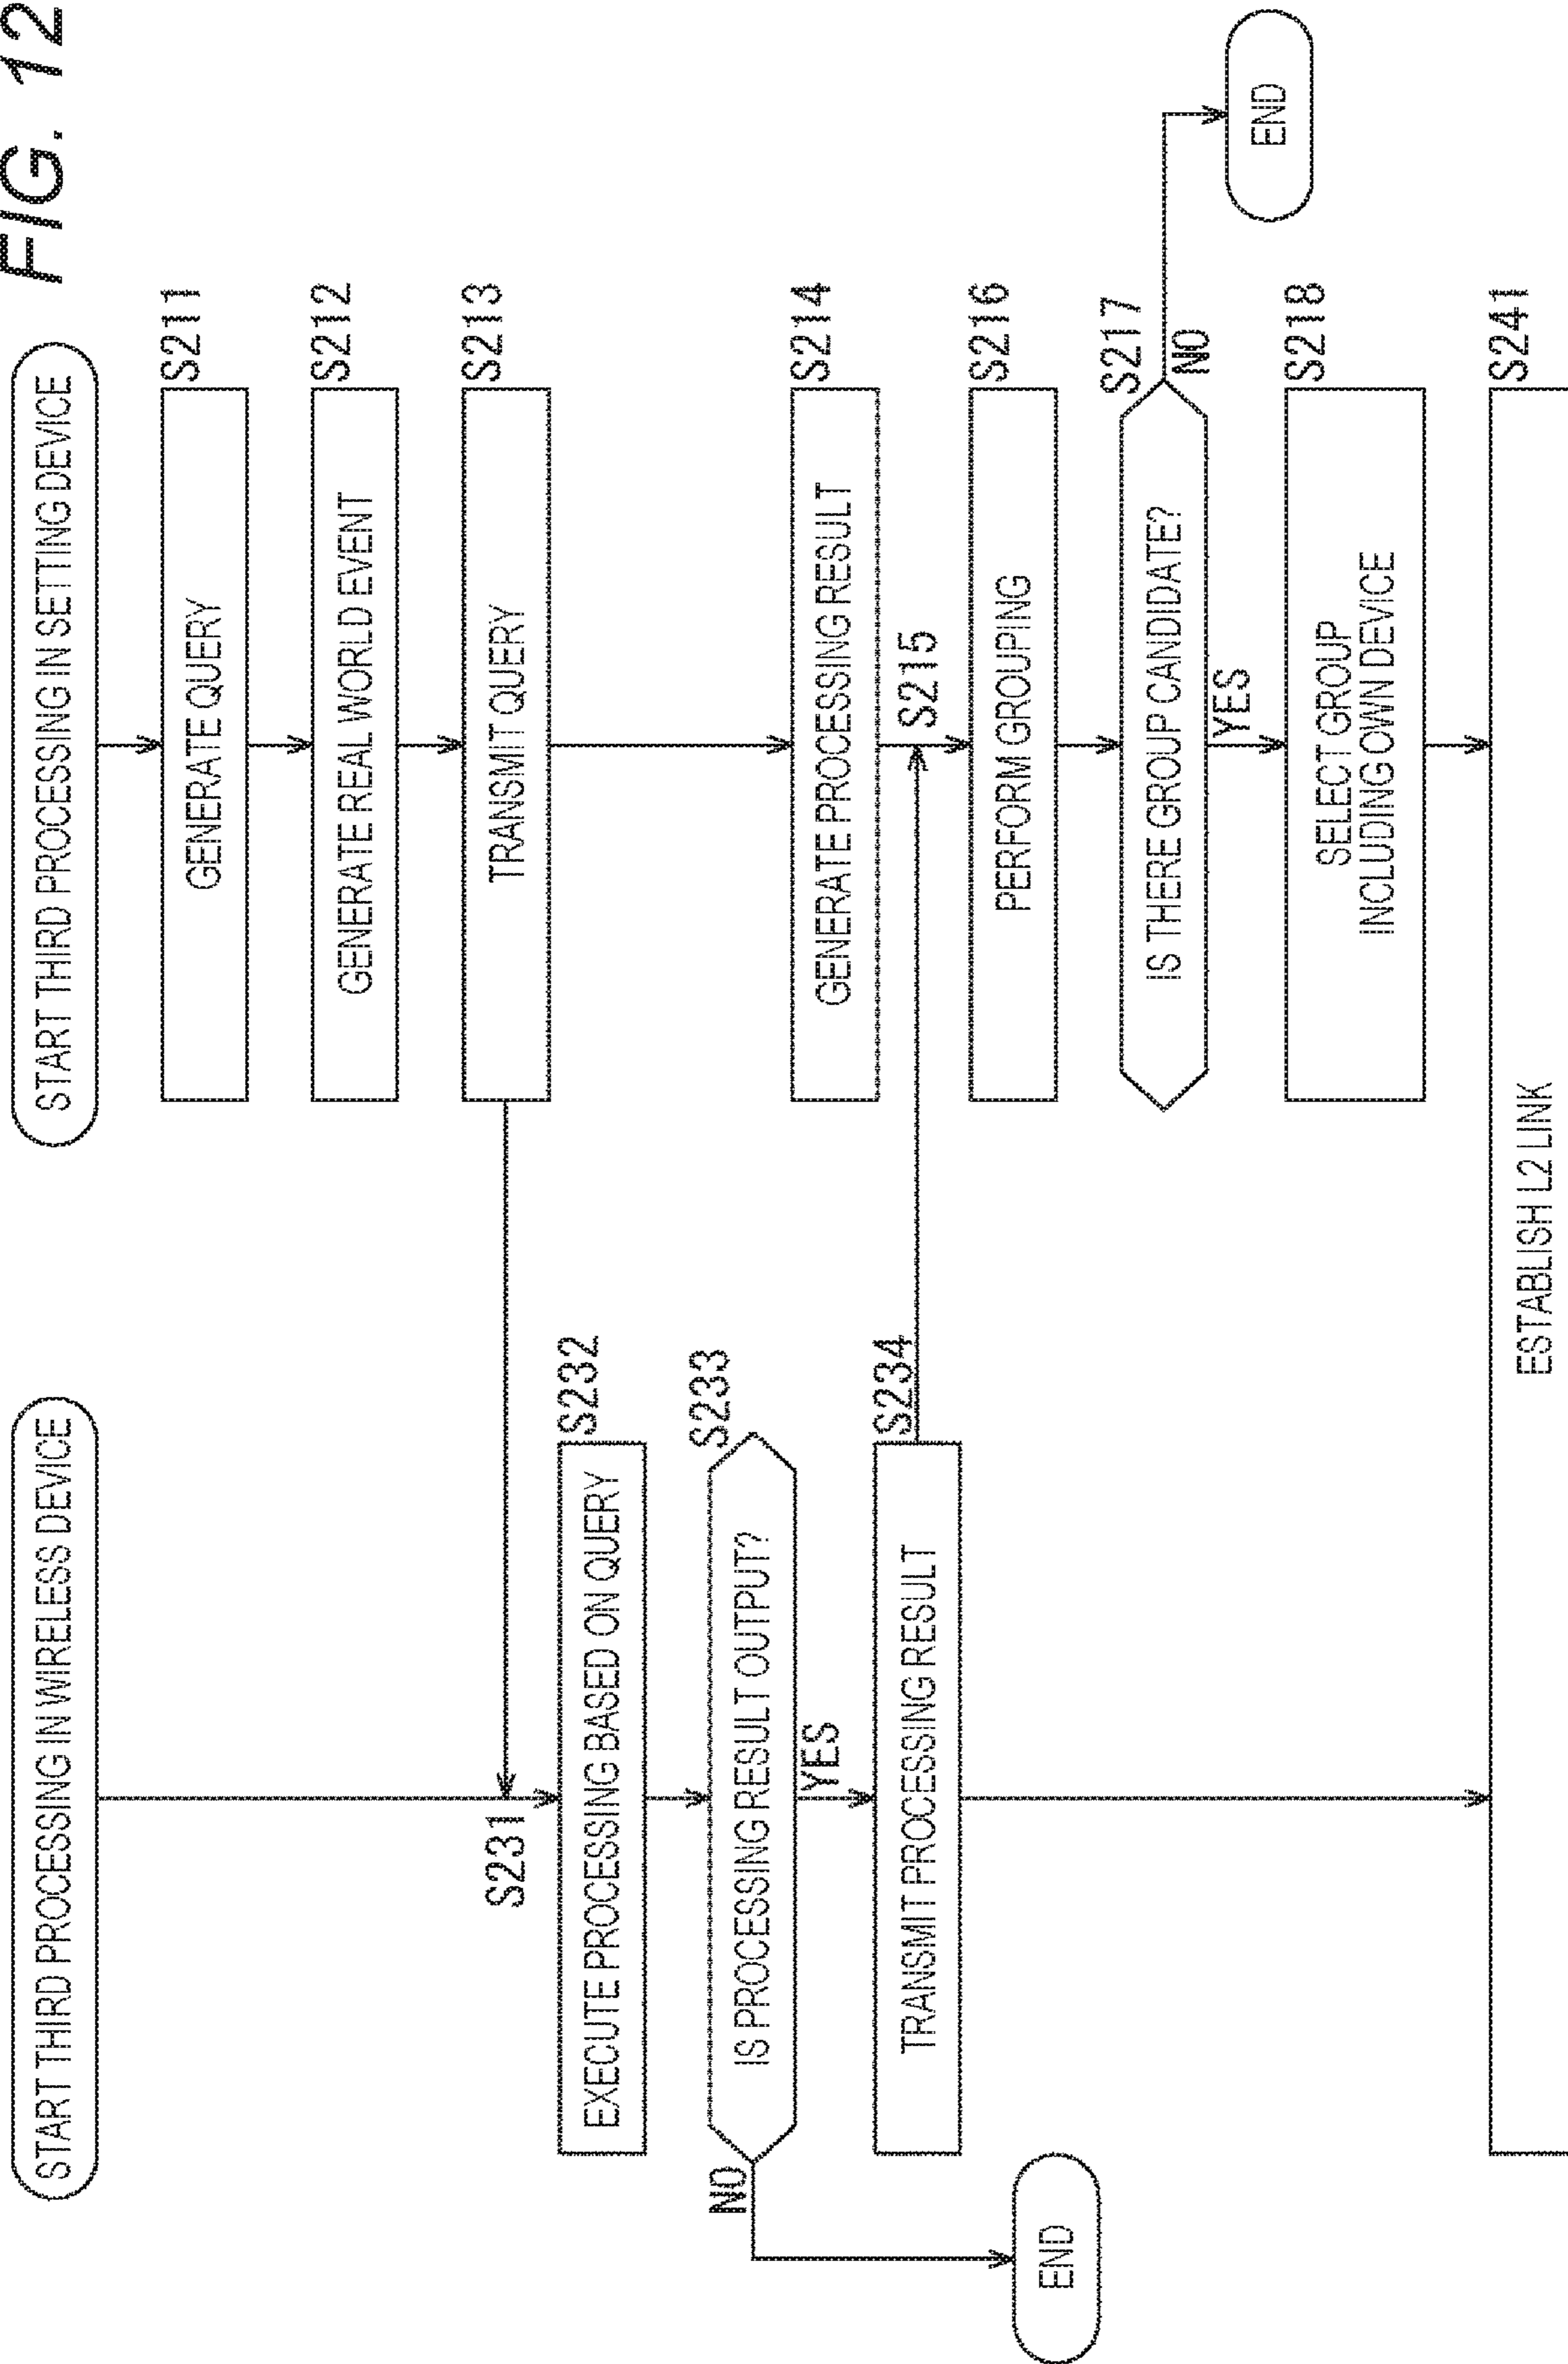 FIG. 12
START THIRD PROCESSING IN WIRELESS DEVICE
START THIRD PROCESSING IN SETTING DEVICE
S211
GENERATE QUERY
S212
GENERATE REAL WORLD EVENT
S213
TRANSMIT QUERY
S231
S232
EXECUTE PROCESSING BASED ON QUERY
S233
IS PROCESSING RESULT OUTPUT?
NO
YES
END
S234
TRANSMIT PROCESSING RESULT
S214
GENERATE PROCESSING RESULT
S215
S216
PERFORM GROUPING
S217
IS THERE GROUP CANDIDATE?
NO
YES
END
S218
SELECT GROUP
INCLUDING OWN DEVICE
S241
ESTABLISH L2 LINK